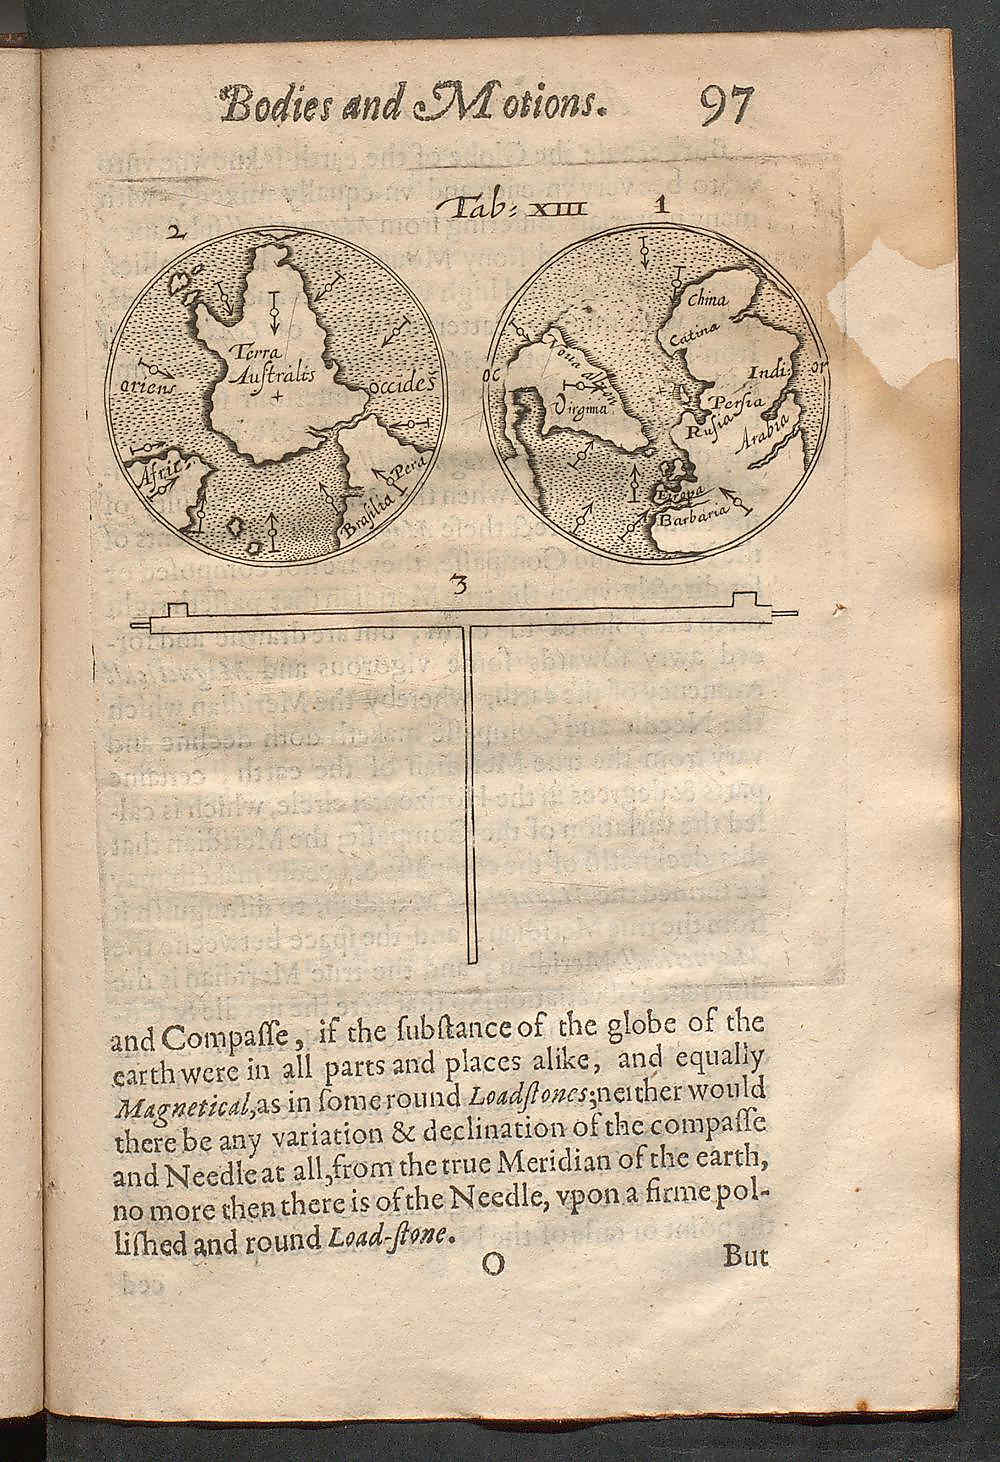 Bodies and Motions. 97
Tab: XIII
2
1
Terra
Australis
oriens
occidēs
Afric
Brasilia
Peru
China
Catina
Indi
Persia
Rusia
Arabia
Virginia
oc
or
Europa
Barbaria
3
and Compaſſe, if the ſubſtance of the globe of the
earth were in all parts and places alike, and equally
Magnetical,as in ſome round Loadſtones;neither would
there be any variation & declination of the compaſſe
and Needle at all,from the true Meridian of the earth,
no more then there is of the Needle, vpon a firme pol-
liſhed and round Load-ſtone.
O But